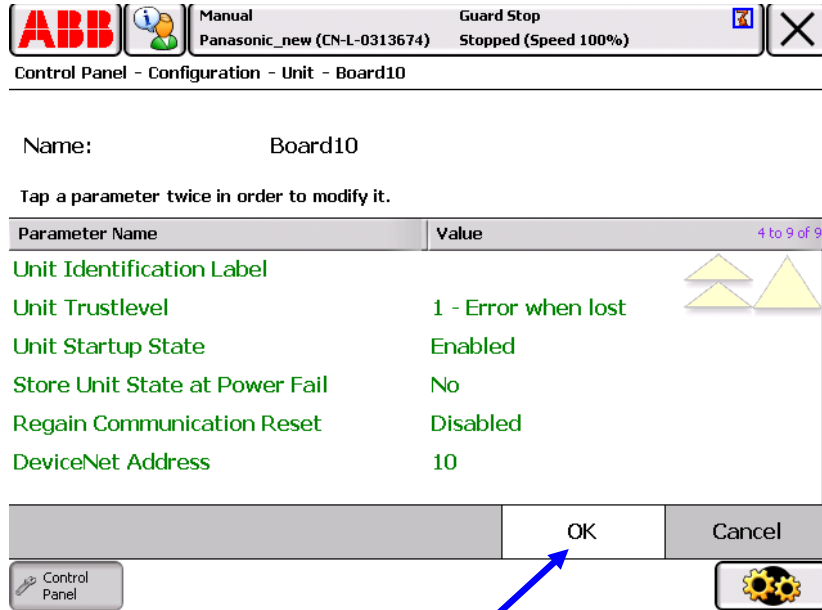 ABB
Manual
Guard Stop
Panasonic_new (CN-L-0313674)
Stopped (Speed 100%)
Control Panel - Configuration - Unit - Board10
Name: Board10
Tap a parameter twice in order to modify it.
Parameter Name Value 4 to 9 of 9
Unit Identification Label
Unit Trustlevel 1 - Error when lost
Unit Startup State Enabled
Store Unit State at Power Fail No
Regain Communication Reset Disabled
DeviceNet Address 10
OK Cancel
Control
Panel